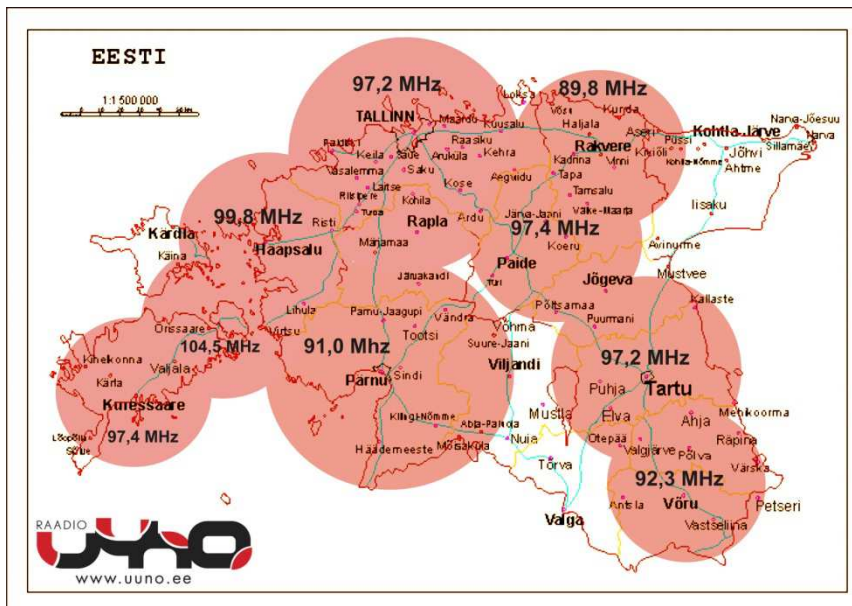 EESTI
1:1 500 000
97,2 MHz
89,8 MHz
Loksa
Võsu
Kunda
TALLINN
Maardu
Kuusalu
Haljala
Aseri
Kohtla-Järve
Narva-Jõesuu
Narva
Sillamäe
Püssi
Kiviõli
Kohtla-Nõmme
Jõhvi
Ahtme
Rakvere
Vinni
Kadrina
Tapa
Tamsalu
Väike-Maarja
Keila
Saue
Saku
Raasiku
Aruküla
Kehra
Aegviidu
Vasalemma
Laitse
Riisipere
Turba
Kohila
Kose
Ardu
Järva-Jaani
Iisaku
99,8 MHz
Risti
Rapla
97,4 MHz
Koeru
Avinurme
Kärdla
Käina
Haapsalu
Märjamaa
Paide
Türi
Mustvee
Järvakandi
Jõgeva
Kallaste
Lihula
Virtsu
Pärnu-Jaagupi
Vändra
Põltsamaa
Puurmani
Võhma
Orissaare
Tootsi
Suure-Jaani
104,5 MHz
91,0 Mhz
Kihelkonna
Valjala
Kärla
Viljandi
97,2 MHz
Pärnu
Sindi
Puhja
Tartu
Kuressaare
97,4 MHz
Kilingi-Nõmme
Mustla
Elva
Ahja
Mehikoorma
Abja-Paluoja
Nuia
Mõisaküla
Häädemeeste
Otepää
Valgjärve
Põlva
Räpina
Värska
Tõrva
92,3 MHz
Antsla
Võru
Petseri
Valga
Vastseliina
RAADIO
UUNO
www.uuno.ee